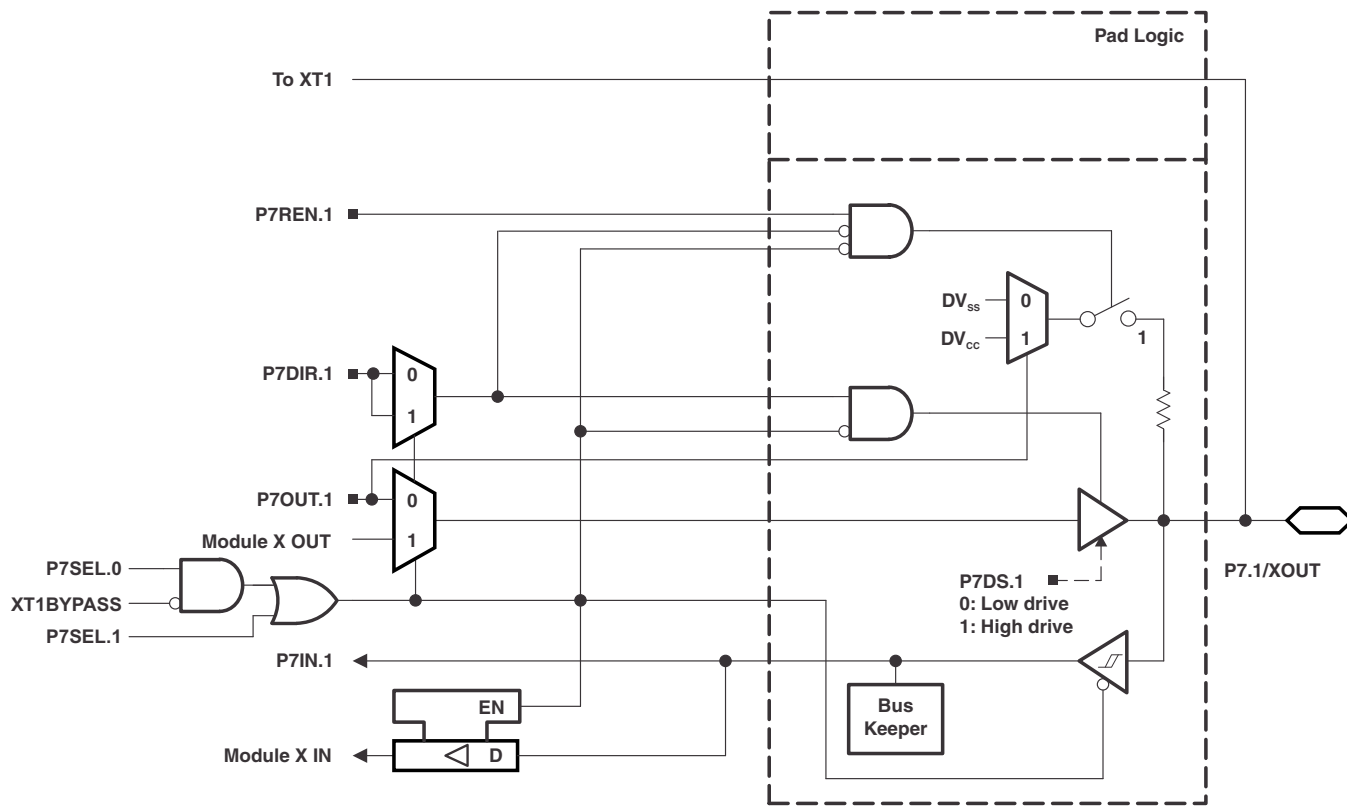 Pad Logic
To XT1
P7REN.1
DVSS
0
DVCC
1
1
P7DIR.1
0
1
P7OUT.1
0
Module X OUT
1
P7SEL.0
XT1BYPASS
P7SEL.1
P7DS.1
0: Low drive
1: High drive
P7.1/XOUT
P7IN.1
EN
Bus
Keeper
Module X IN
D